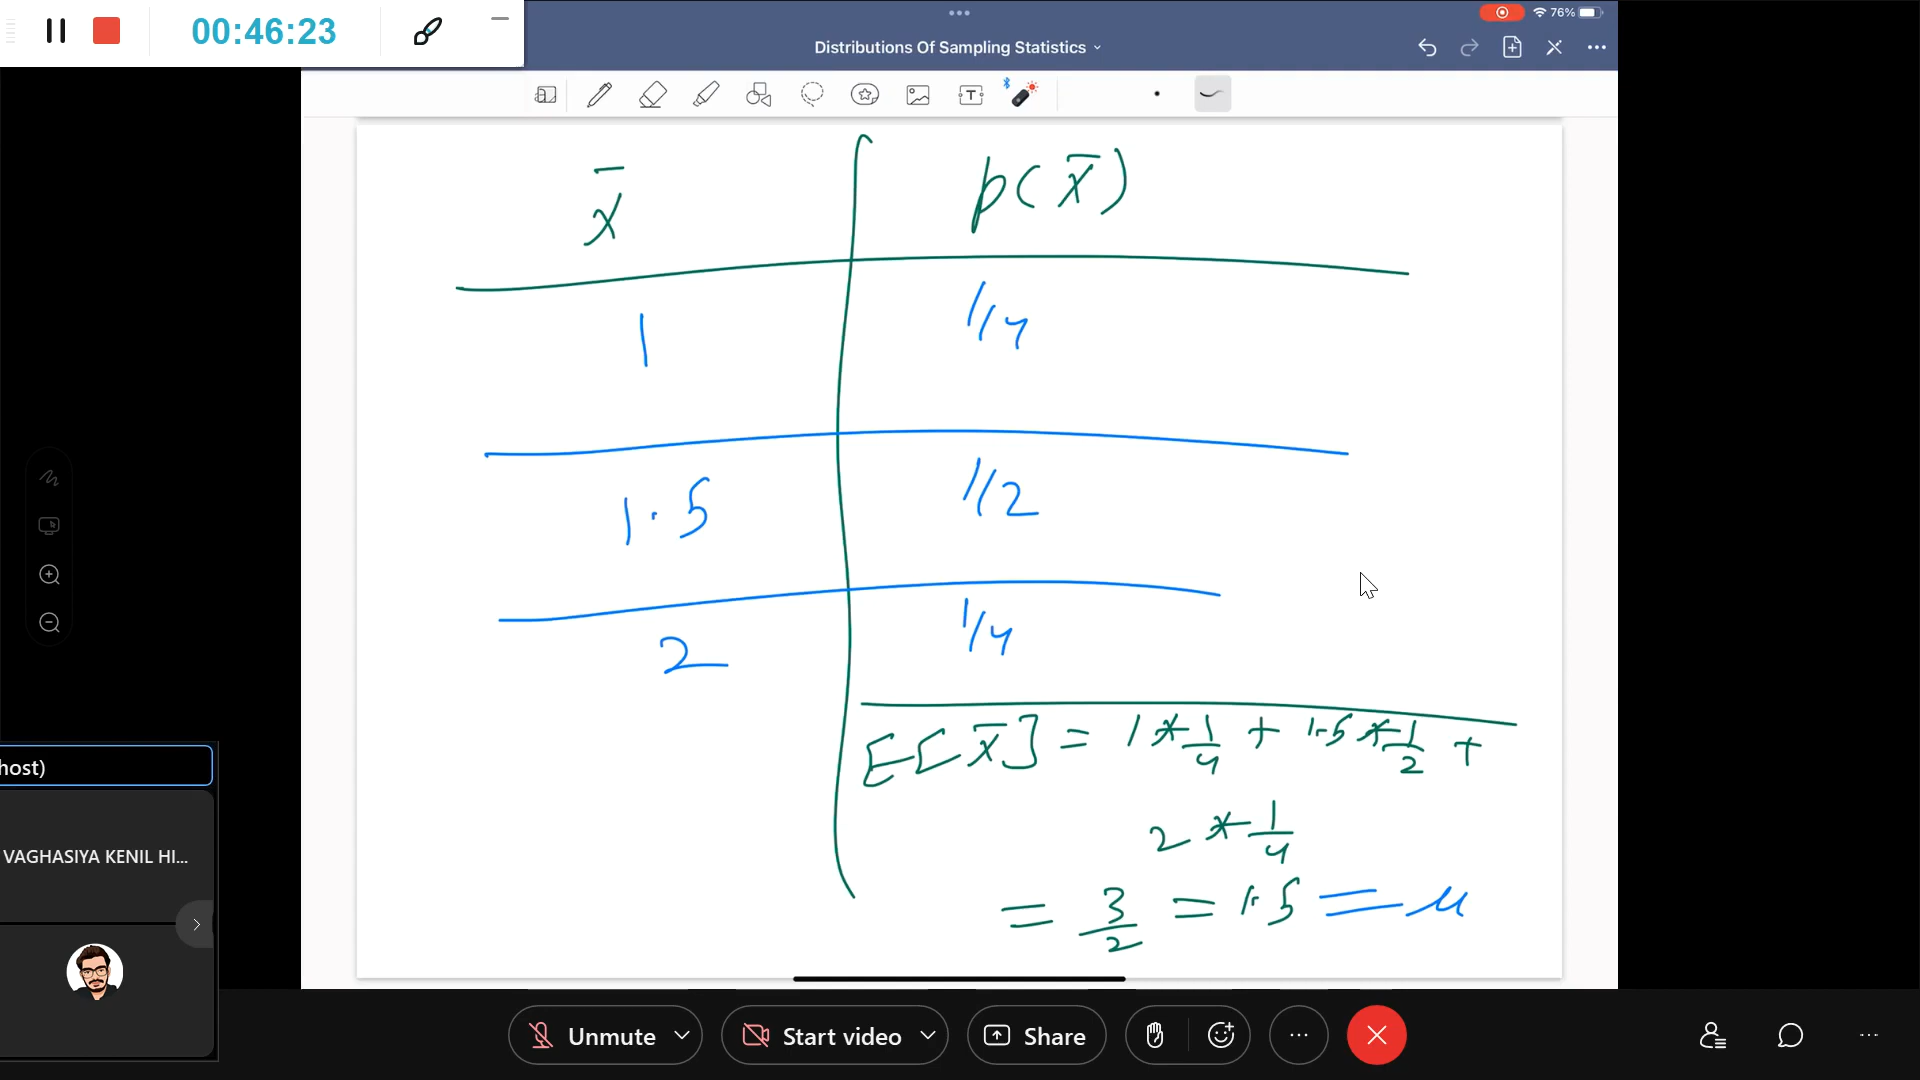 00:46:23
76%
Distributions Of Sampling Statistics
x̄ p(x̄)
1 1/4
1.5 1/2
2 1/4
E[x̄] = 1 * 1/4 + 1.5 * 1/2 +
2 * 1/4
= 3/2 = 1.5 = μ
host)
VAGHASIYA KENIL HI...
Unmute
Start video
Share